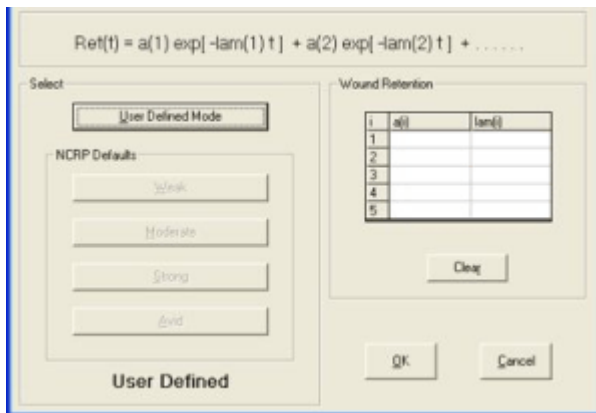 Ret(t) = a(1) exp[ -lam(1) t ] + a(2) exp[ -lam(2) t ] + . . . . . .
Select
User Defined Mode
NCRP Defaults
Weak
Moderate
Strong
Avid
User Defined
Wound Retention
i a(i) lam(i)
1
2
3
4
5
Clear
OK
Cancel